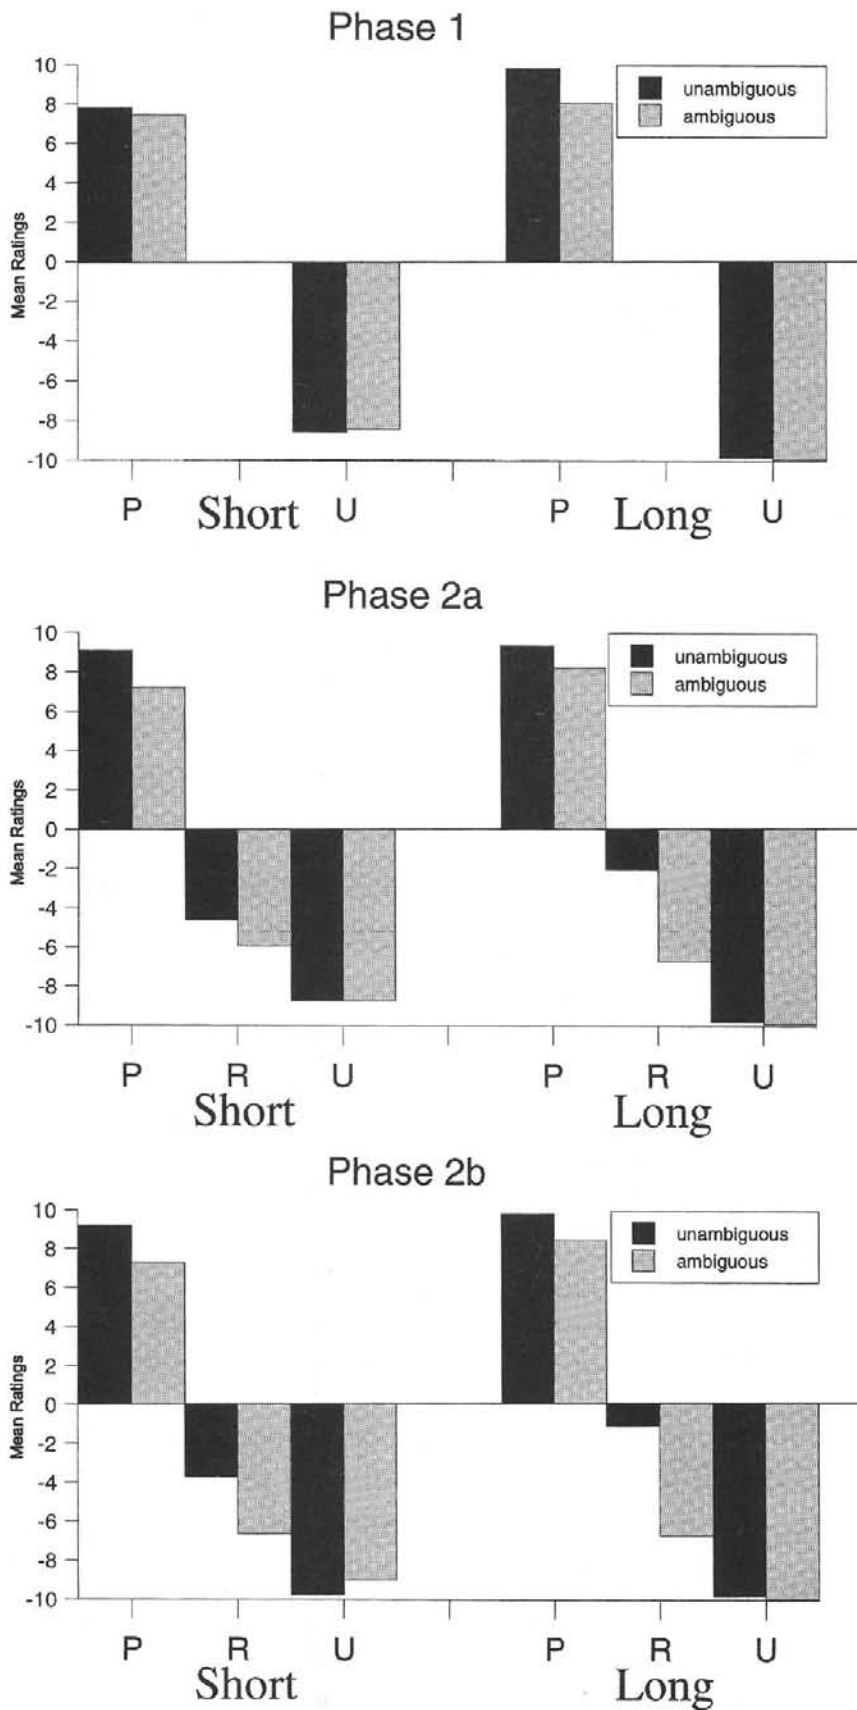 Phase 1
10
8
6
4
2
0
-2
-4
-6
-8
-10
Mean Ratings
unambiguous
ambiguous
P Short U P Long U
Phase 2a
10
8
6
4
2
0
-2
-4
-6
-8
-10
Mean Ratings
unambiguous
ambiguous
P R U P R U
Short Long
Phase 2b
10
8
6
4
2
0
-2
-4
-6
-8
-10
Mean Ratings
unambiguous
ambiguous
P R U P R U
Short Long